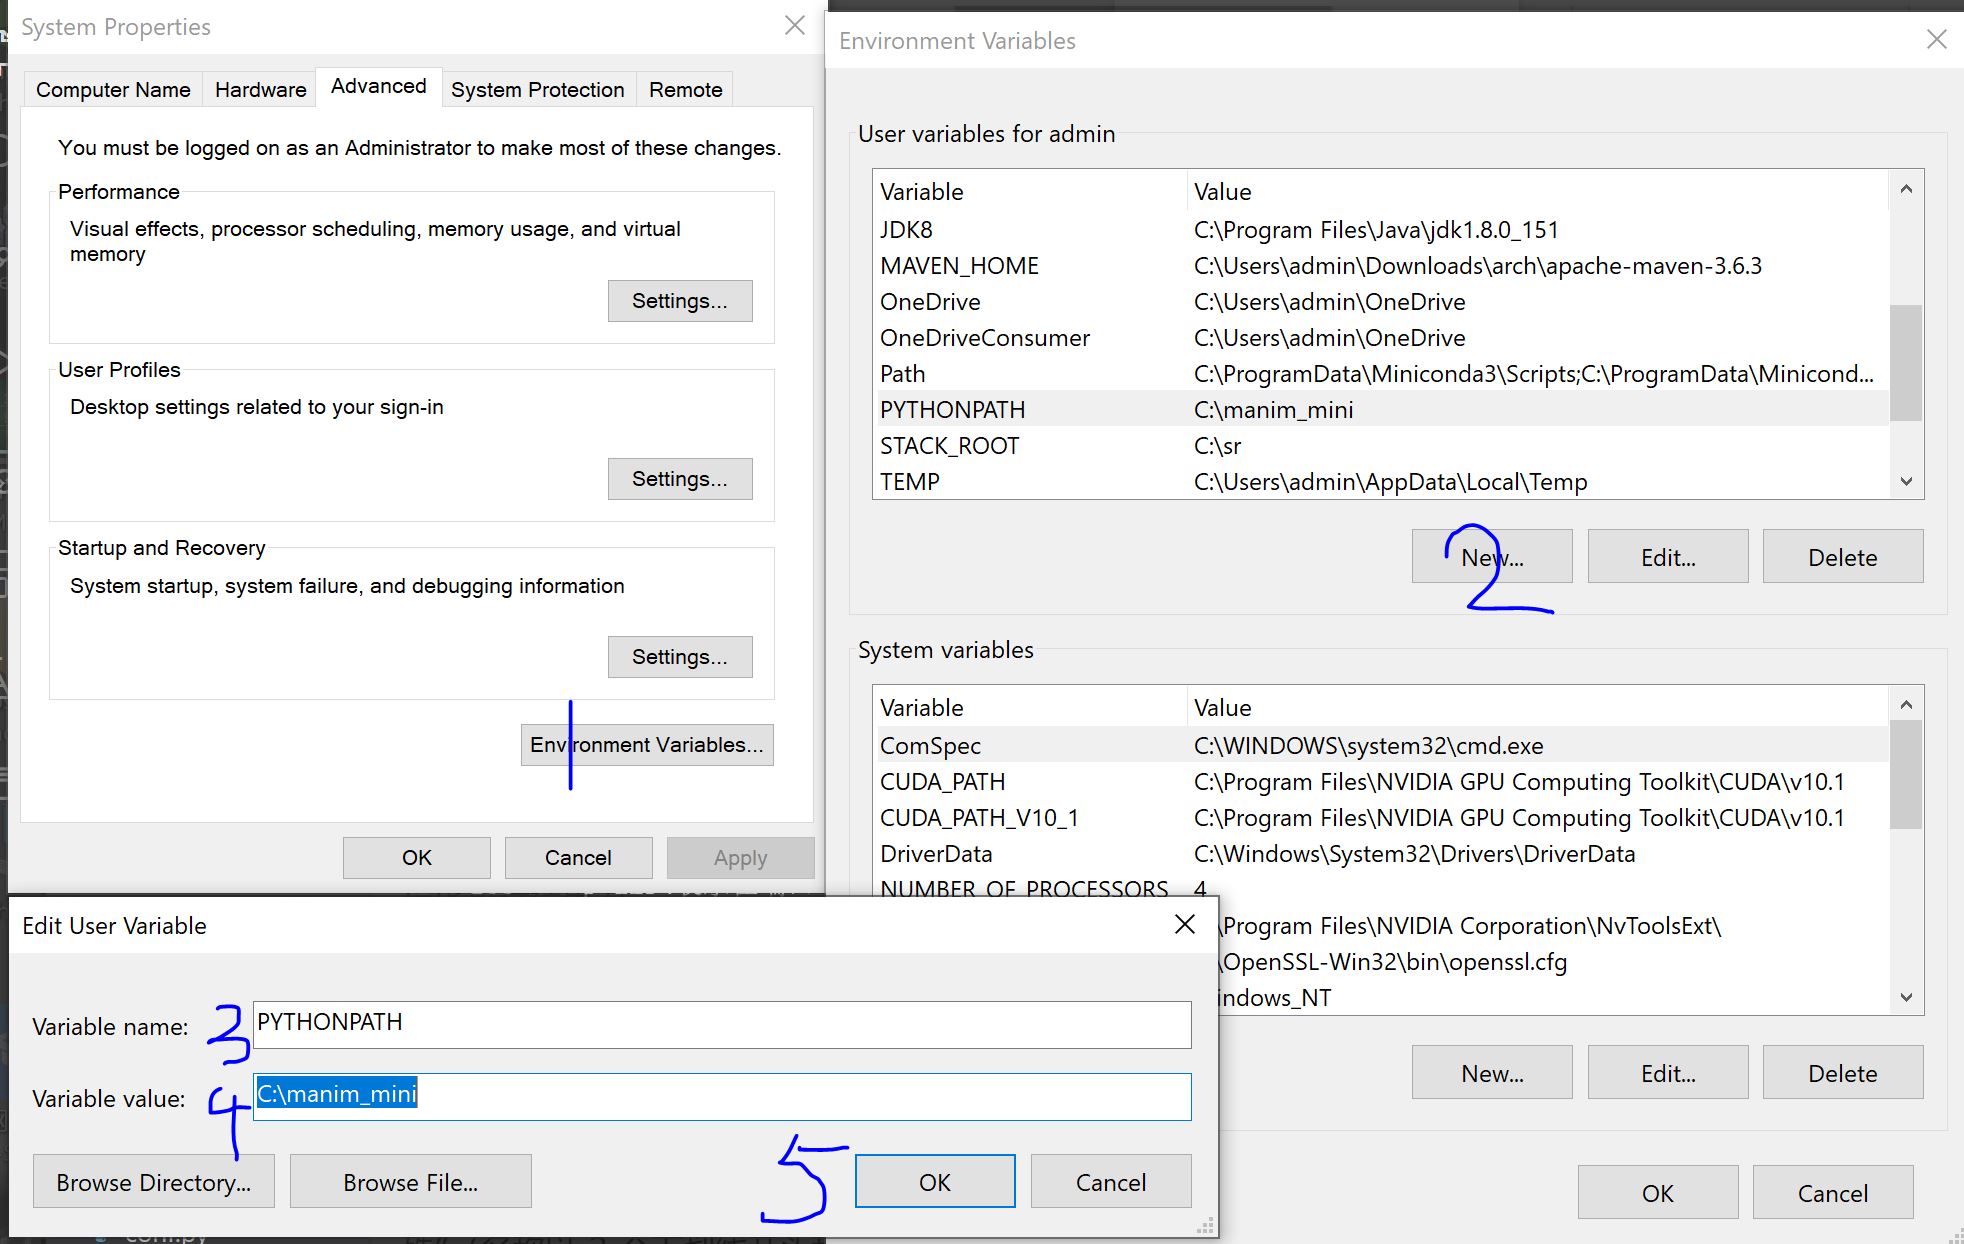 System Properties
Computer Name
Hardware
Advanced
System Protection
Remote
You must be logged on as an Administrator to make most of these changes.
Performance
Visual effects, processor scheduling, memory usage, and virtual
memory
Settings...
User Profiles
Desktop settings related to your sign-in
Settings...
Startup and Recovery
System startup, system failure, and debugging information
Settings...
1
Environment Variables...
OK
Cancel
Apply
Environment Variables
User variables for admin
Variable Value
JDK8 C:\Program Files\Java\jdk1.8.0_151
MAVEN_HOME C:\Users\admin\Downloads\arch\apache-maven-3.6.3
OneDrive C:\Users\admin\OneDrive
OneDriveConsumer C:\Users\admin\OneDrive
Path C:\ProgramData\Miniconda3\Scripts;C:\ProgramData\Minicond...
PYTHONPATH C:\manim_mini
STACK_ROOT C:\sr
TEMP C:\Users\admin\AppData\Local\Temp
2
New...
Edit...
Delete
System variables
Variable Value
ComSpec C:\WINDOWS\system32\cmd.exe
CUDA_PATH C:\Program Files\NVIDIA GPU Computing Toolkit\CUDA\v10.1
CUDA_PATH_V10_1 C:\Program Files\NVIDIA GPU Computing Toolkit\CUDA\v10.1
DriverData C:\Windows\System32\Drivers\DriverData
NUMBER_OF_PROCESSORS 4
\Program Files\NVIDIA Corporation\NvToolsExt\
\OpenSSL-Win32\bin\openssl.cfg
indows_NT
New...
Edit...
Delete
OK
Cancel
Edit User Variable
Variable name: 3 PYTHONPATH
Variable value: 4 C:\manim_mini
Browse Directory...
Browse File...
5
OK
Cancel